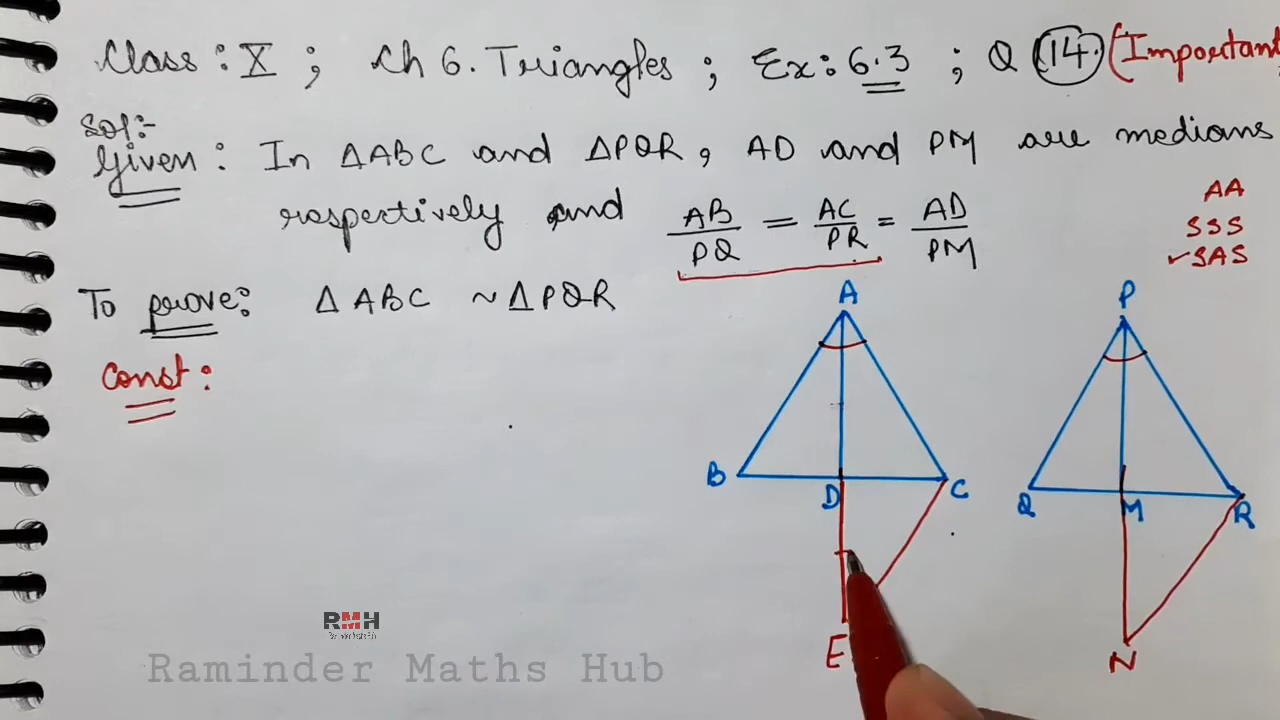 Class : X ; Ch 6. Triangles ; Ex: 6.3 ; Q 14. (Important
Sol:-
Given : In ΔABC and ΔPQR, AD and PM are medians
respectively and AB/PQ = AC/PR = AD/PM
AA
SSS
✓SAS
To prove: ΔABC ~ ΔPQR
Const:
A
P
B
D
C
Q
M
R
E
N
RMH
Raminder Maths Hub